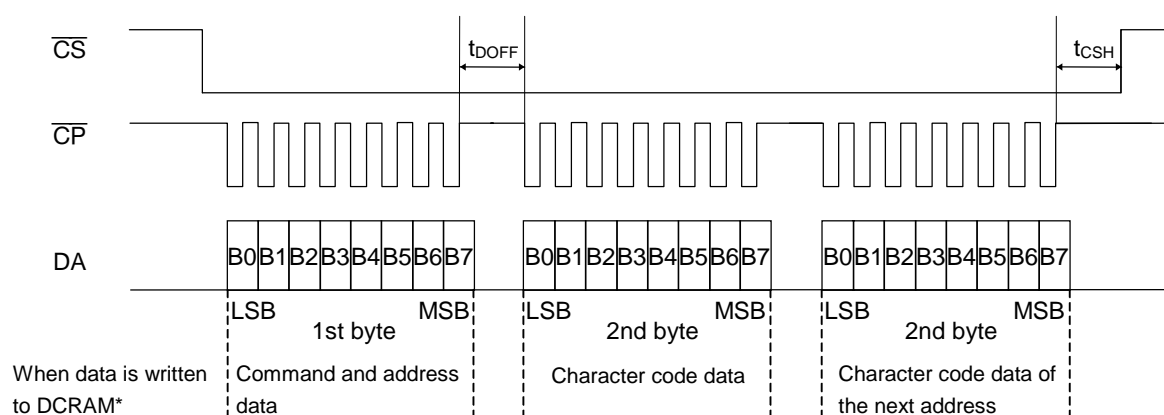 CS
tDOFF
tCSH
CP
DA
B0 B1 B2 B3 B4 B5 B6 B7
B0 B1 B2 B3 B4 B5 B6 B7
B0 B1 B2 B3 B4 B5 B6 B7
LSB MSB
LSB MSB
LSB MSB
1st byte
2nd byte
2nd byte
When data is written
to DCRAM*
Command and address
data
Character code data
Character code data of
the next address